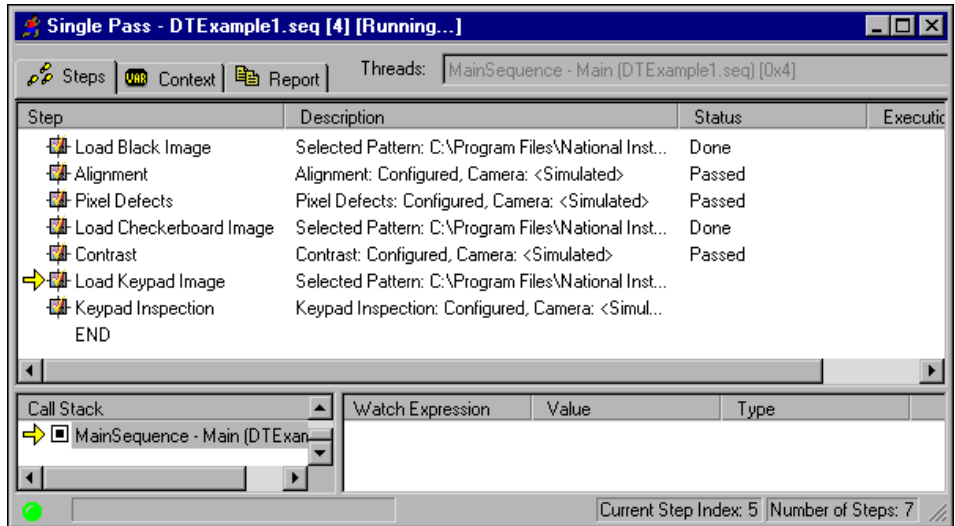 Single Pass - DTExample1.seq [4] [Running...]
Steps VAR Context Report Threads: MainSequence - Main (DTExample1.seq) [0x4]
Step Description Status Executic
Load Black Image Selected Pattern: C:\Program Files\National Inst... Done
Alignment Alignment: Configured, Camera: <Simulated> Passed
Pixel Defects Pixel Defects: Configured, Camera: <Simulated> Passed
Load Checkerboard Image Selected Pattern: C:\Program Files\National Inst... Done
Contrast Contrast: Configured, Camera: <Simulated> Passed
Load Keypad Image Selected Pattern: C:\Program Files\National Inst...
Keypad Inspection Keypad Inspection: Configured, Camera: <Simul...
END
Call Stack Watch Expression Value Type
MainSequence - Main (DTExan
Current Step Index: 5 Number of Steps: 7